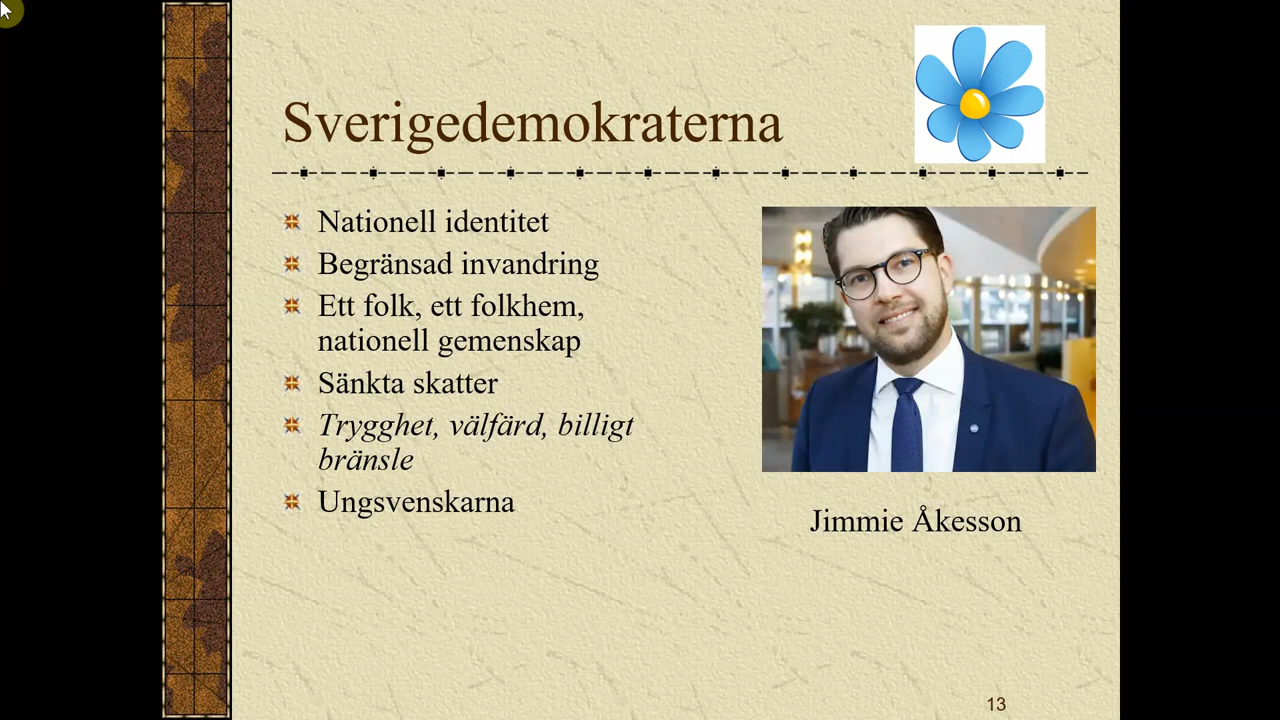 Sverigedemokraterna
Nationell identitet
Begränsad invandring
Ett folk, ett folkhem,
nationell gemenskap
Sänkta skatter
Trygghet, välfärd, billigt
bränsle
Ungsvenskarna
Jimmie Åkesson
13